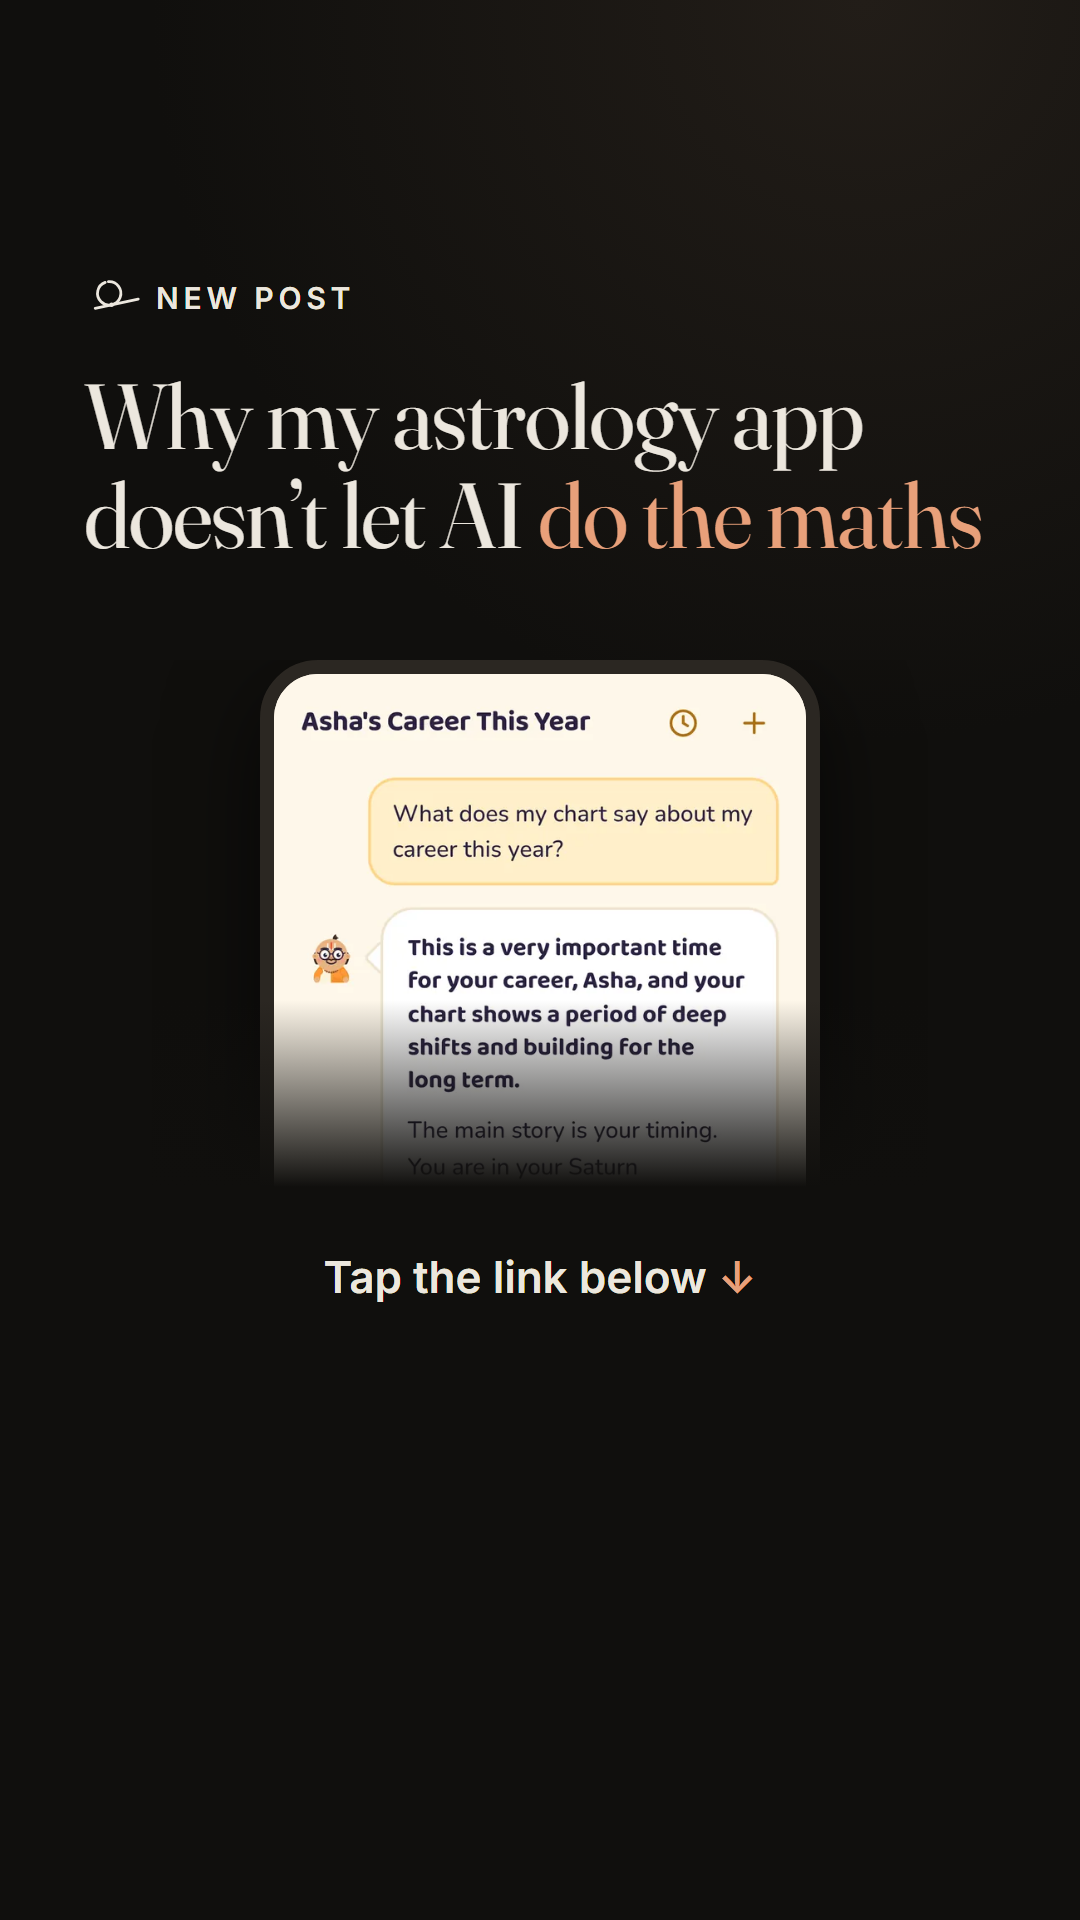 NEW POST
Why my astrology app
doesn’t let AI do the maths
Asha's Career This Year
What does my chart say about my
career this year?
This is a very important time
for your career, Asha, and your
chart shows a period of deep
shifts and building for the
long term.
The main story is your timing.
You are in your Saturn
Tap the link below ↓